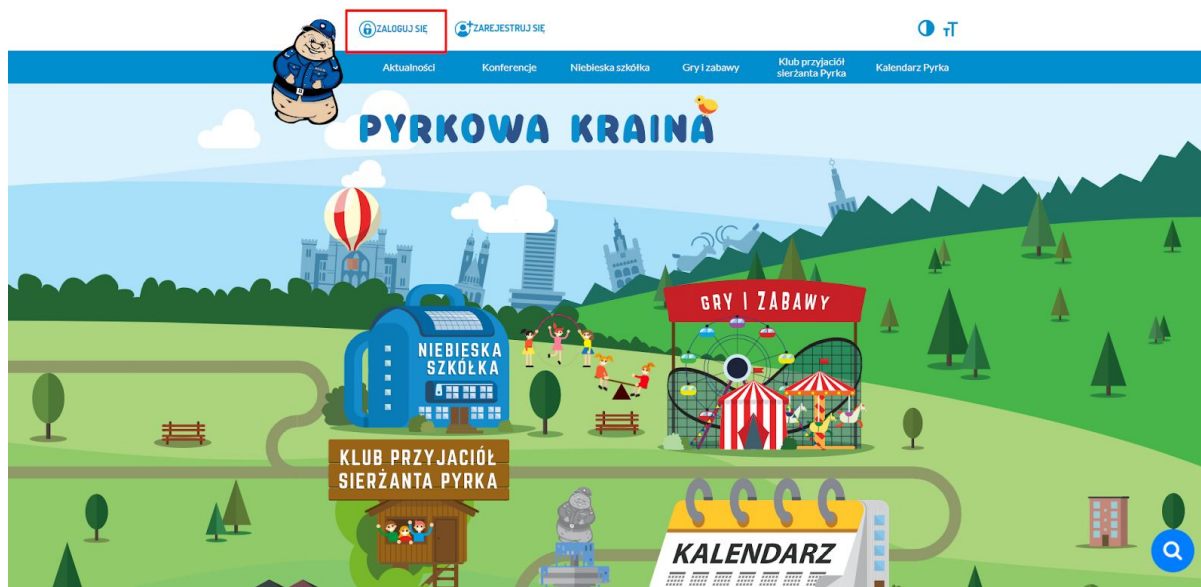 ZALOGUJ SIĘ
ZAREJESTRUJ SIĘ
TT
Aktualności
Konferencje
Niebieska szkółka
Gry i zabawy
Klub przyjaciół
sierżanta Pyrka
Kalendarz Pyrka
PYRKOWA KRAINA
GRY I ZABAWY
NIEBIESKA
SZKÓŁKA
KLUB PRZYJACIÓŁ
SIERŻANTA PYRKA
KALENDARZ